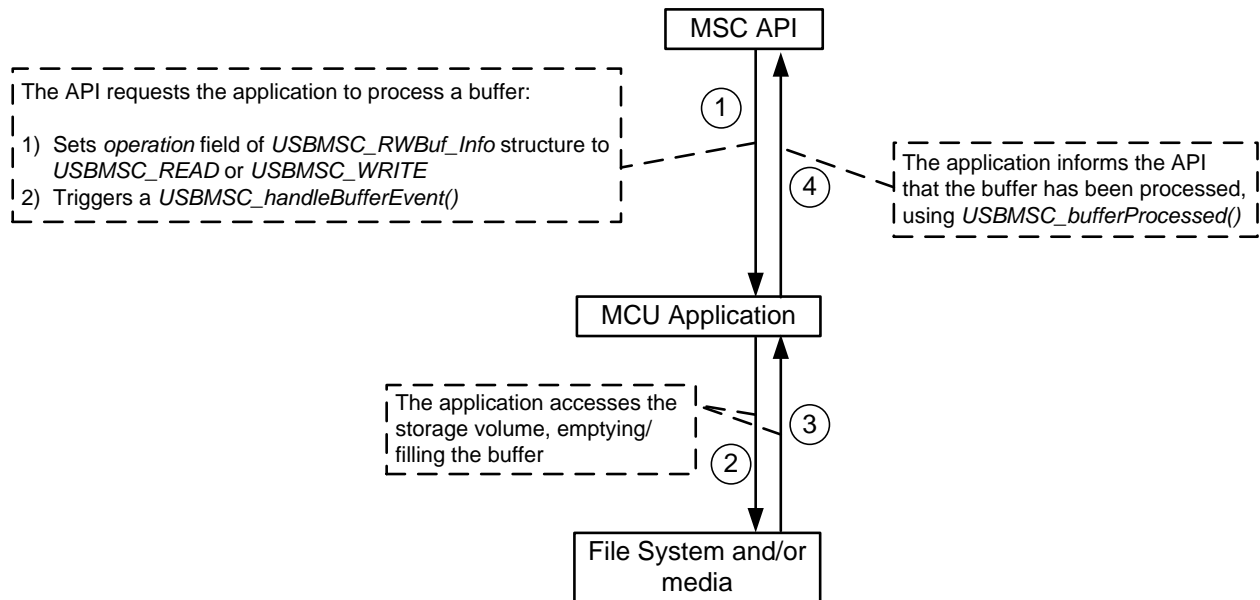 MSC API
The API requests the application to process a buffer:
1) Sets operation field of USBMSC_RWBuf_Info structure to
USBMSC_READ or USBMSC_WRITE
2) Triggers a USBMSC_handleBufferEvent()
1
4
The application informs the API
that the buffer has been processed,
using USBMSC_bufferProcessed()
MCU Application
The application accesses the
storage volume, emptying/
filling the buffer
3
2
File System and/or
media